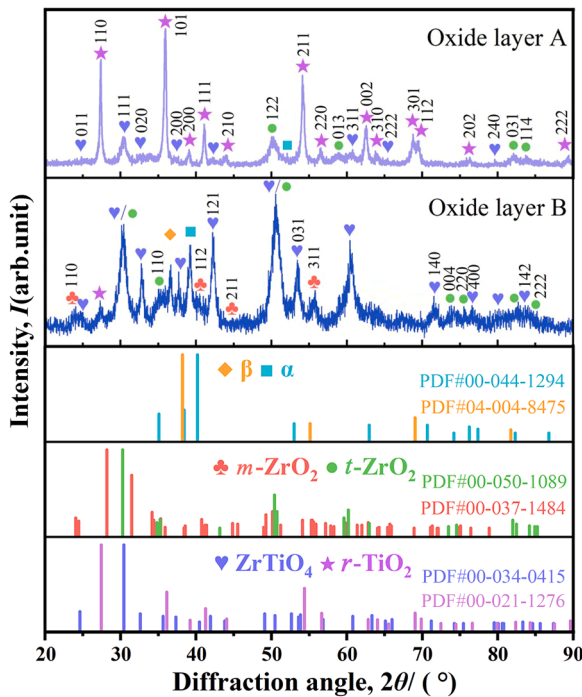 Oxide layer A
011
110
111
020
101
200
200
111
210
122
211
220
013
311
002
310
222
301
112
202
240
031
114
222
Oxide layer B
110
110
112
121
211
031
311
140
004
220
400
142
222
β α
PDF#00-044-1294
PDF#04-004-8475
m-ZrO₂ t-ZrO₂
PDF#00-050-1089
PDF#00-037-1484
ZrTiO₄ r-TiO₂
PDF#00-034-0415
PDF#00-021-1276
20 30 40 50 60 70 80 90
Diffraction angle, 2θ/ ( °)
Intensity, I(arb.unit)